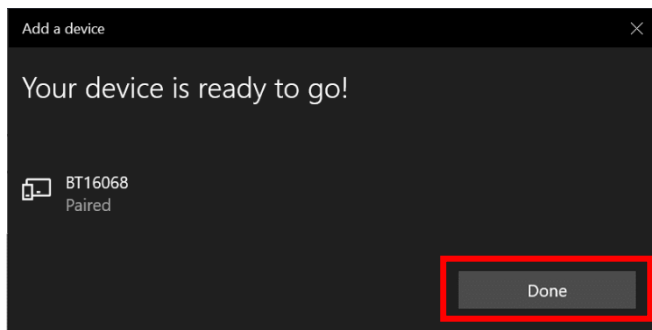 Add a device
Your device is ready to go!
BT16068
Paired
Done